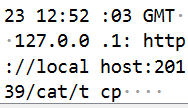 23 12:52 :03 GMT·
·127.0.0 .1: http
://local host:201
39/cat/t cp····